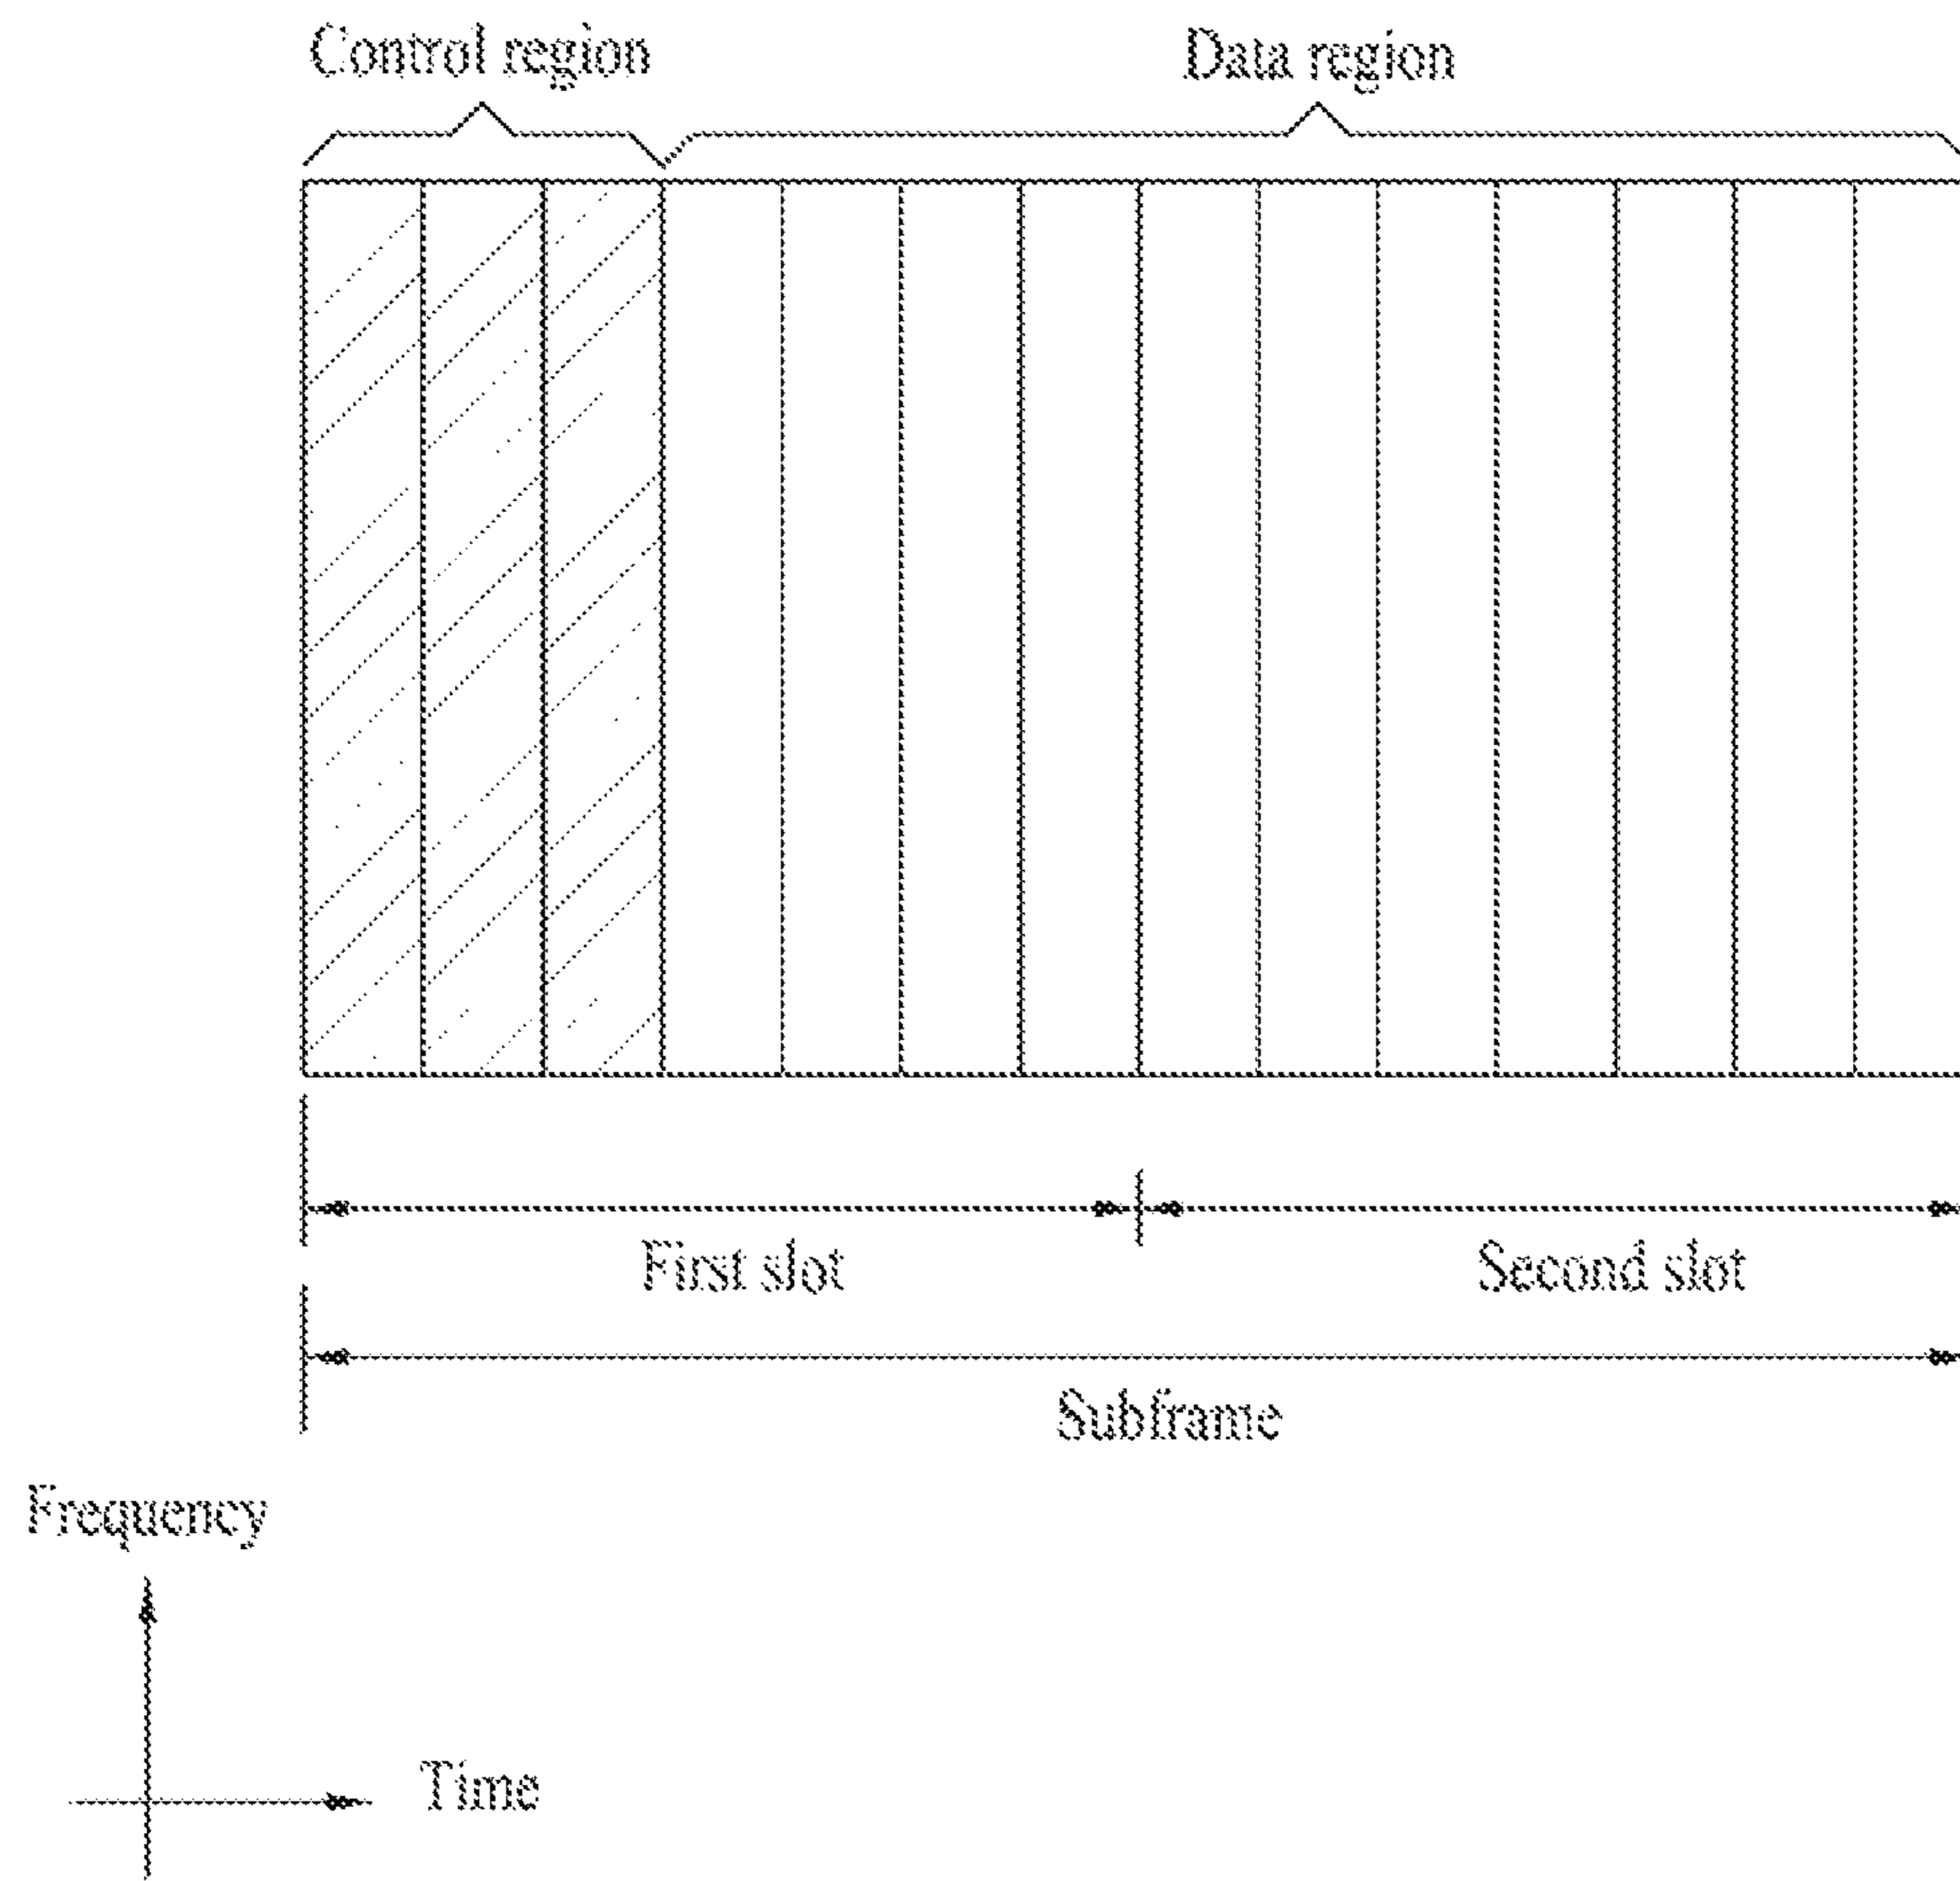 Control region
Data region
First slot
Second slot
Subframe
Frequency
Time